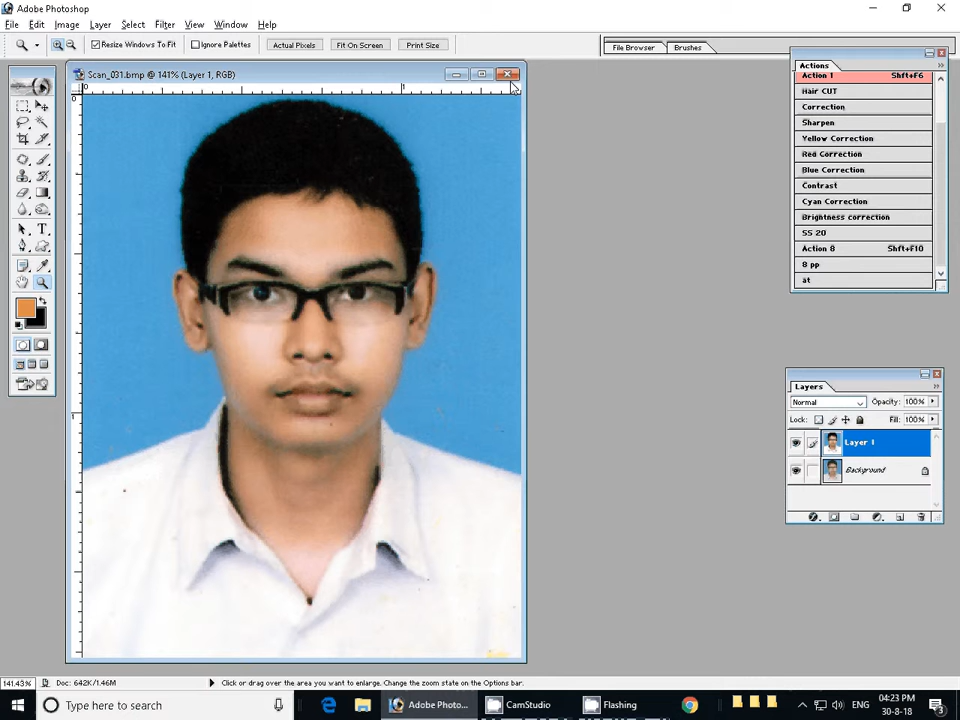 Adobe Photoshop
File Edit Image Layer Select Filter View Window Help
Resize Windows To Fit Ignore Palettes Actual Pixels Fit On Screen Print Size File Browser Brushes
Scan_031.bmp @ 141% (Layer 1, RGB)
0 1
0
1
Actions
Action 1 Shft+F6
Hair CUT
Correction
Sharpen
Yellow Correction
Red Correction
Blue Correction
Contrast
Cyan Correction
Brightness correction
SS 20
Action 8 Shft+F10
8 pp
at
Layers
Normal Opacity: 100%
Lock: Fill: 100%
Layer 1
Background
141.43% Doc: 642K/1.46M Click or drag over the area you want to enlarge. Change the zoom state on the Options bar.
Type here to search
Adobe Photo...
CamStudio
Flashing
04:23 PM
30-8-18
3